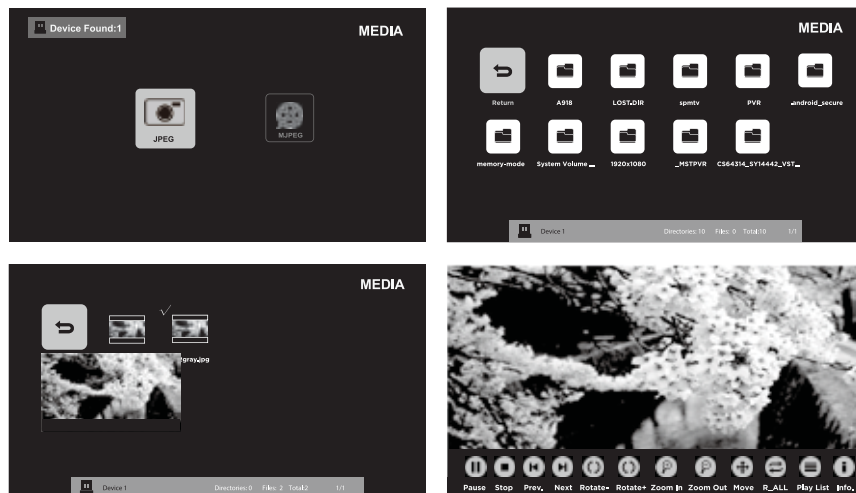 Device Found:1
MEDIA
JPEG
MJPEG
MEDIA
Return A918 LOST.DIR spmtv PVR .android_secure
memory-mode System Volume _ 1920x1080 _MSTPVR CS64314_SY14442_VST_
Device 1 Directories: 10 Files: 0 Total:10 1/1
MEDIA
gray.jpg
Device 1 Directories: 0 Files: 2 Total:2 1/1
Pause Stop Prev. Next Rotate- Rotate+ Zoom In Zoom Out Move R_ALL Play List Info.